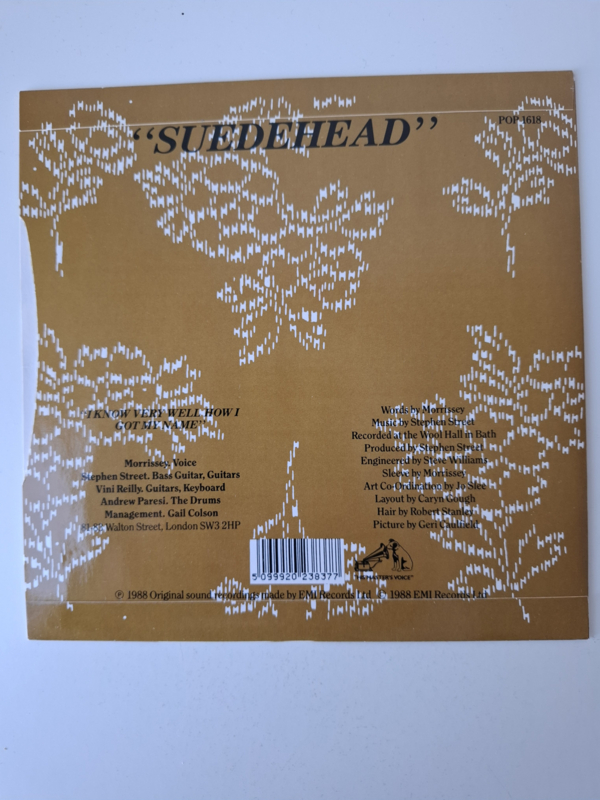 "SUEDEHEAD"
POP 1618
"I KNOW VERY WELL HOW I
GOT MY NAME"
Morrissey. Voice
Stephen Street. Bass Guitar, Guitars
Vini Reilly. Guitars, Keyboard
Andrew Paresi. The Drums
Management. Gail Colson
Walton Street, London SW3 2HP
Words by Morrissey
Music by Stephen Street
Recorded at the Wool Hall in Bath
Produced by Stephen Street
Engineered by Steve Williams
Sleeve by Morrissey
Art Co-Ordination by Jo Slee
Layout by Caryn Gough
Hair by Robert Stanley
Picture by Geri Caulfield
5 099920 238377
"HIS MASTER'S VOICE"
℗ 1988 Original sound recordings made by EMI Records Ltd. © 1988 EMI Records Ltd.